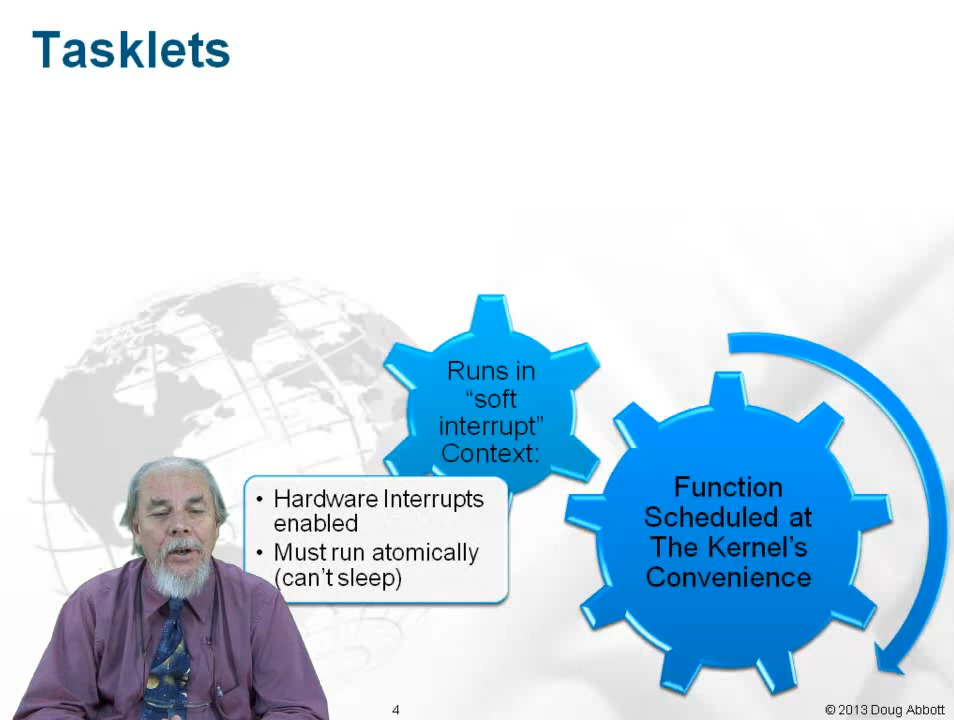 Tasklets
Runs in
“soft
interrupt”
Context:
• Hardware Interrupts
enabled
• Must run atomically
(can’t sleep)
Function
Scheduled at
The Kernel’s
Convenience
4
© 2013 Doug Abbott